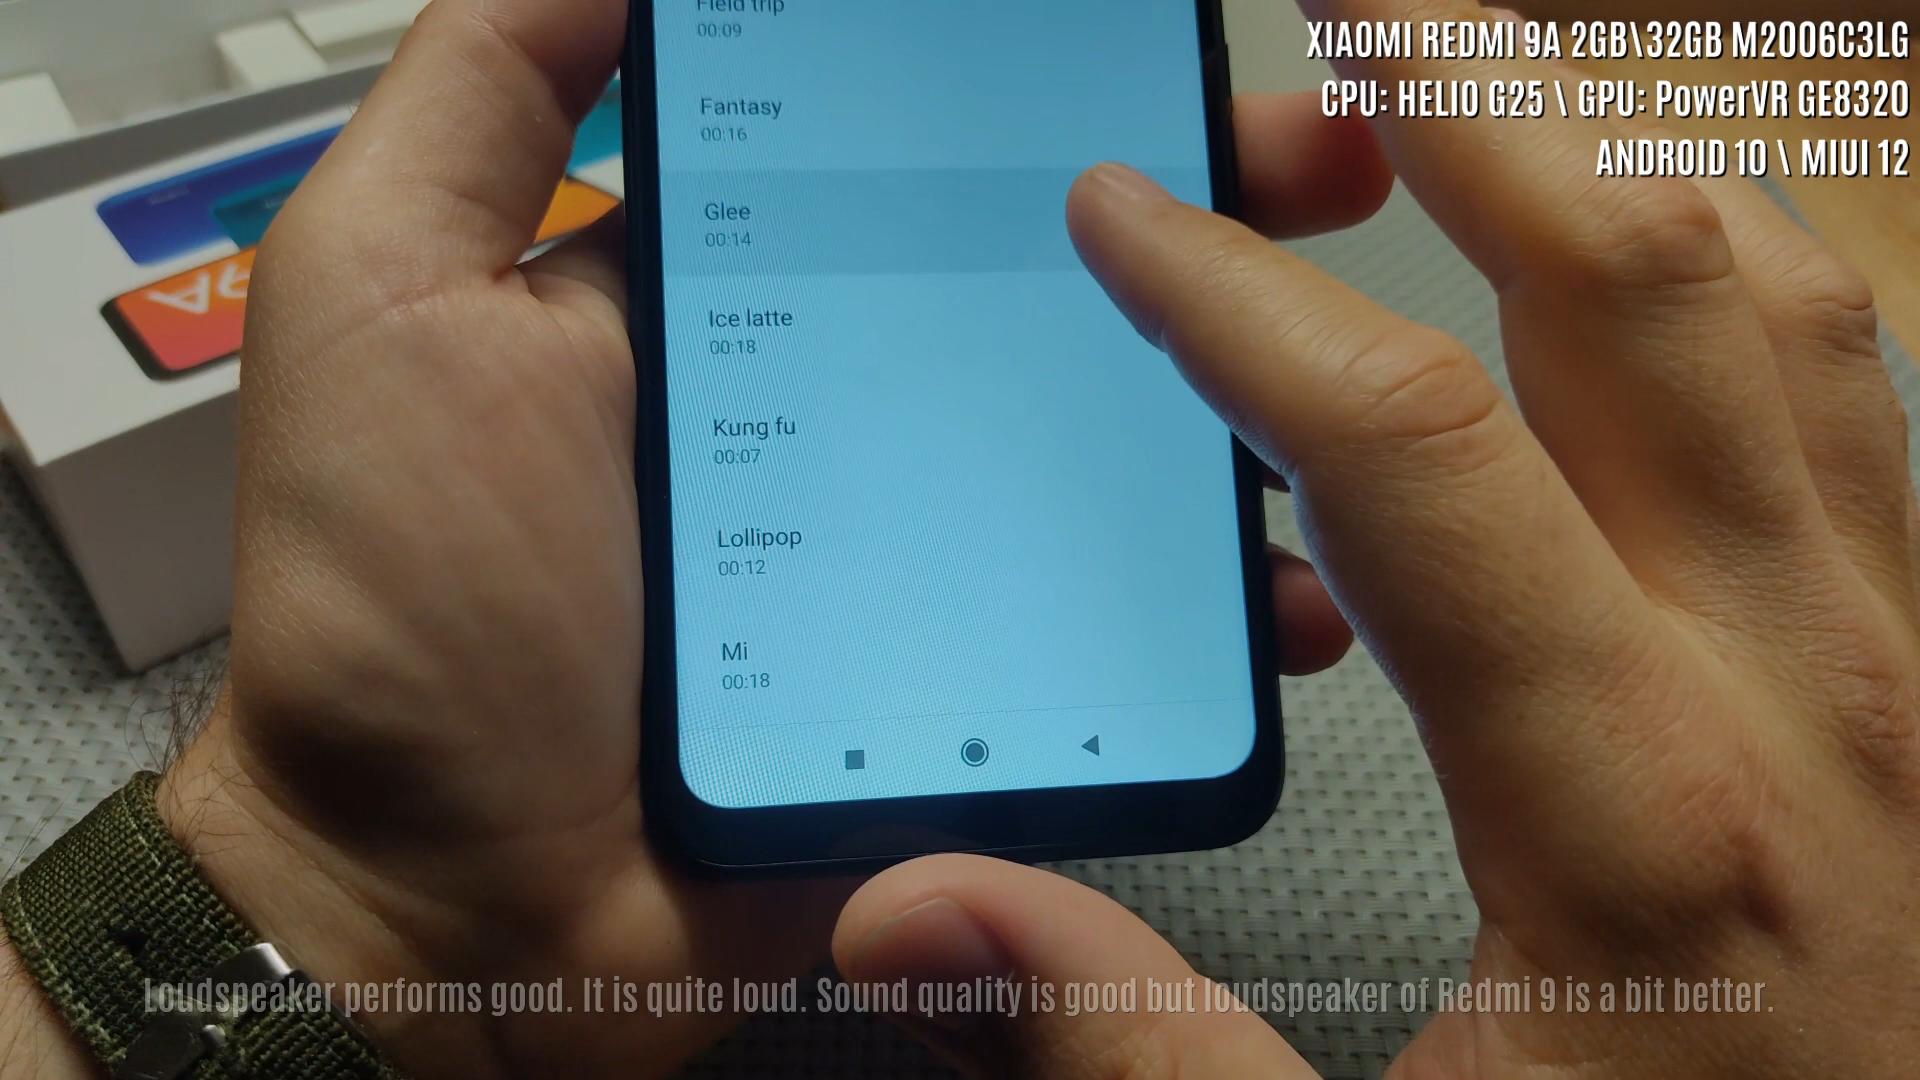 XIAOMI REDMI 9A 2GB\32GB M2006C3LG
CPU: HELIO G25 \ GPU: PowerVR GE8320
ANDROID 10 \ MIUI 12
Field trip
00:09
Fantasy
00:16
Glee
00:14
Ice latte
00:18
Kung fu
00:07
Lollipop
00:12
Mi
00:18
9A
Loudspeaker performs good. It is quite loud. Sound quality is good but loudspeaker of Redmi 9 is a bit better.